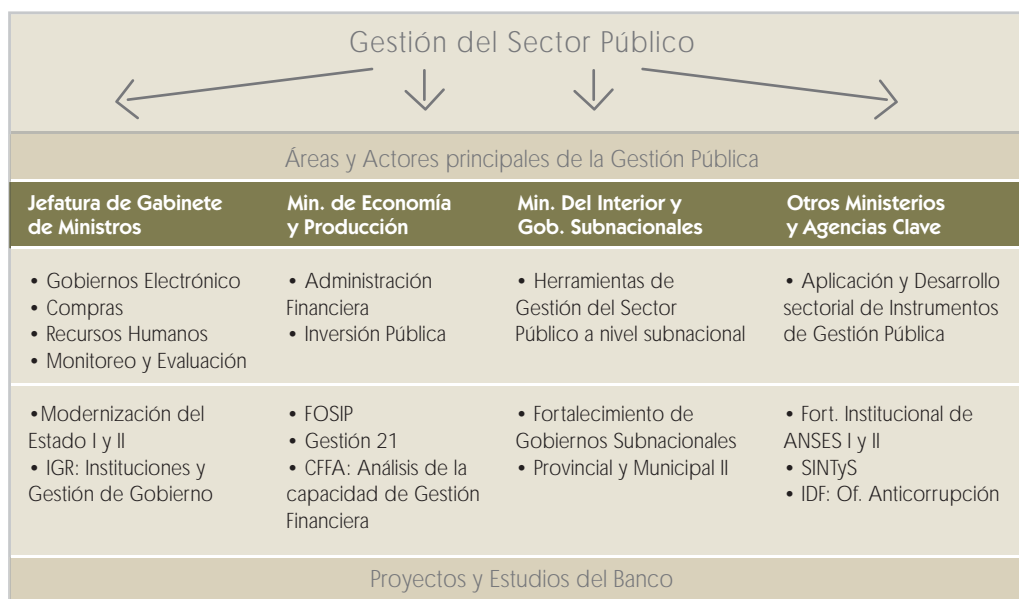 Gestión del Sector Público
Áreas y Actores principales de la Gestión Pública
Jefatura de Gabinete
de Ministros
Min. de Economía
y Producción
Min. Del Interior y
Gob. Subnacionales
Otros Ministerios
y Agencias Clave
• Gobiernos Electrónico
• Compras
• Recursos Humanos
• Monitoreo y Evaluación
• Administración
Financiera
• Inversión Pública
• Herramientas de
Gestión del Sector
Público a nivel subnacional
• Aplicación y Desarrollo
sectorial de Instrumentos
de Gestión Pública
•Modernización del
Estado I y II
• IGR: Instituciones y
Gestión de Gobierno
• FOSIP
• Gestión 21
• CFFA: Análisis de la
capacidad de Gestión
Financiera
• Fortalecimiento de
Gobiernos Subnacionales
• Provincial y Municipal II
• Fort. Institucional de
ANSES I y II
• SINTyS
• IDF: Of. Anticorrupción
Proyectos y Estudios del Banco